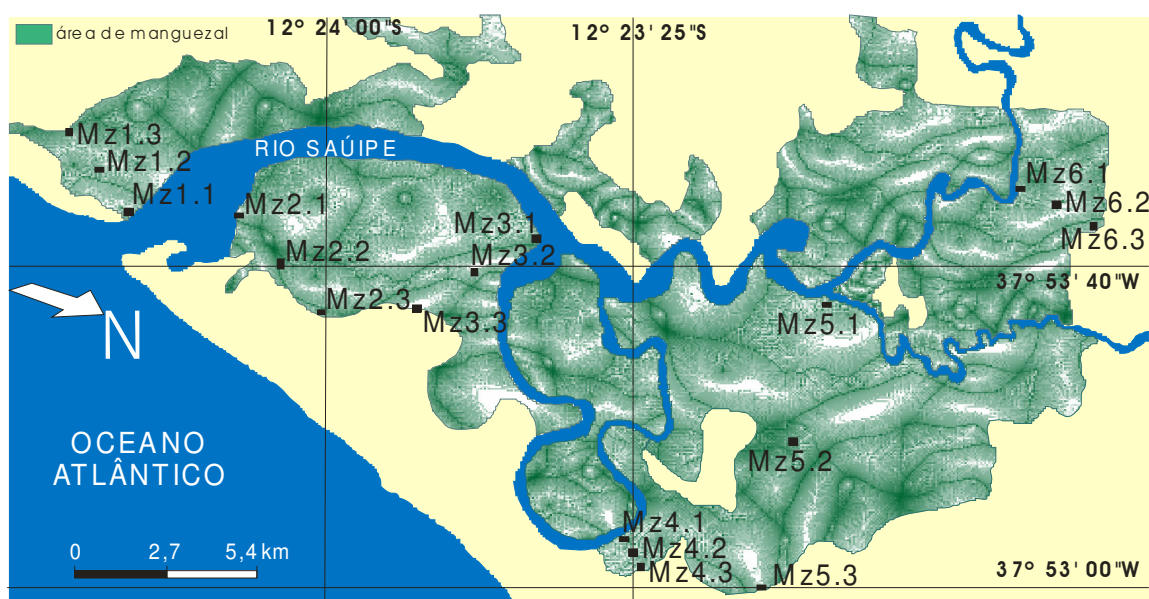 área de manguezal
12° 24' 00"S
12° 23' 25"S
Mz1.3
Mz1.2
Mz1.1
RIO SAÚIPE
Mz2.1
Mz2.2
Mz2.3
Mz3.1
Mz3.2
Mz3.3
Mz6.1
Mz6.2
Mz6.3
37° 53' 40"W
Mz5.1
N
OCEANO
ATLÂNTICO
Mz5.2
Mz4.1
Mz4.2
Mz4.3
Mz5.3
37° 53' 00"W
0 2,7 5,4 km